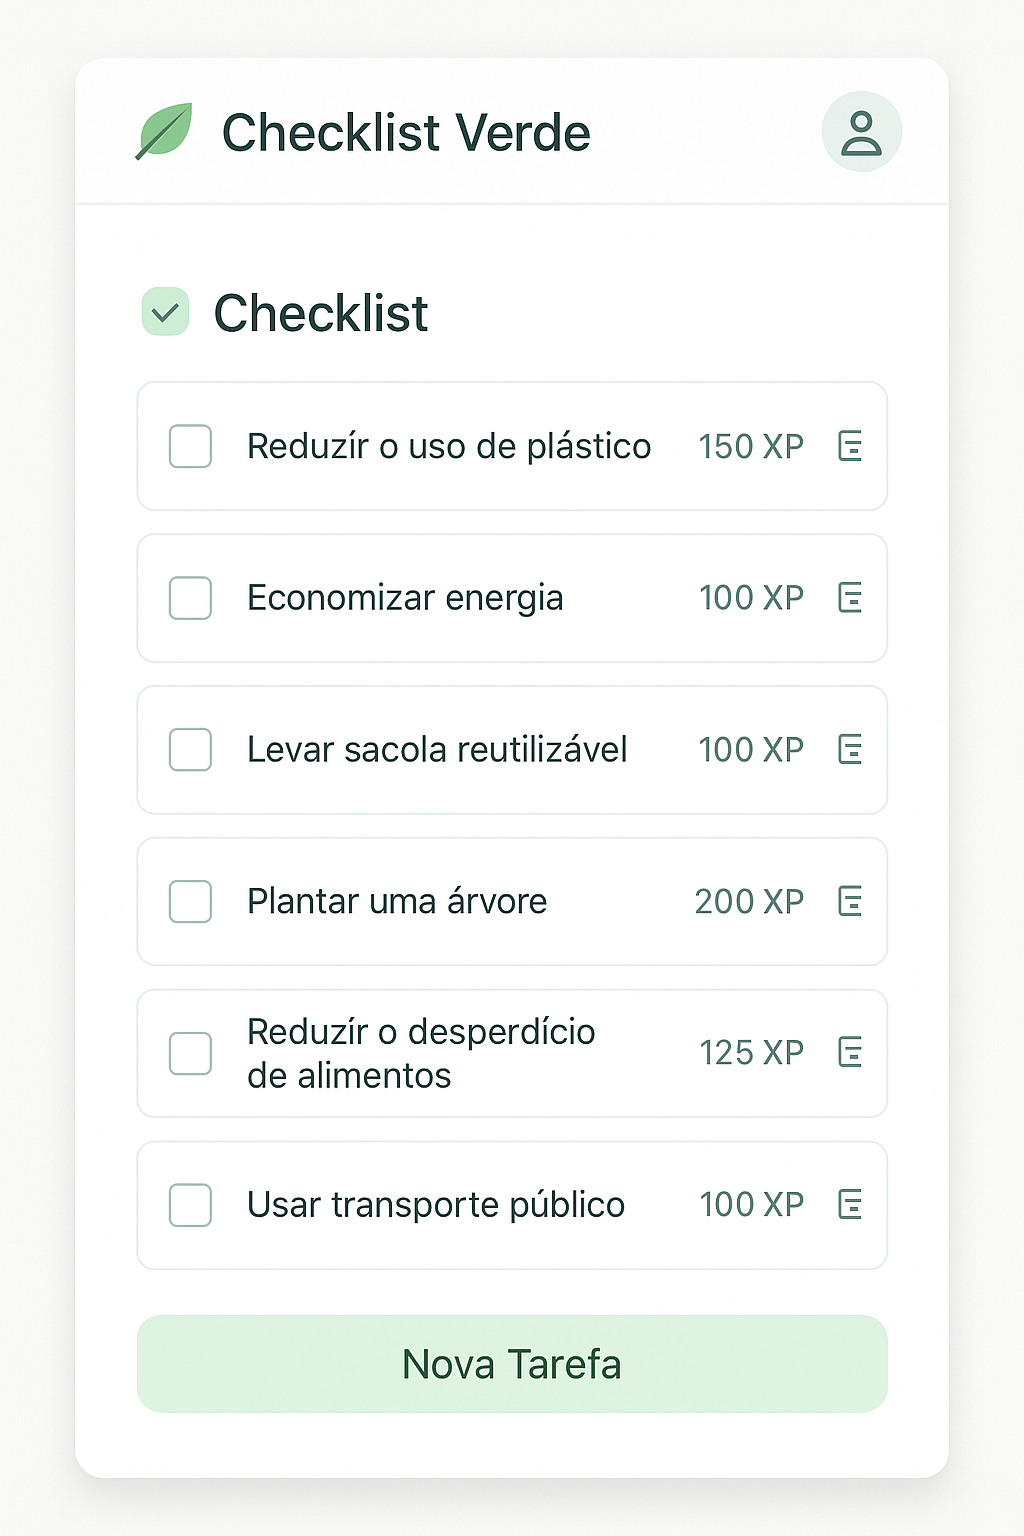 Checklist Verde
Checklist
Reduzír o uso de plástico 150 XP
Economizar energia 100 XP
Levar sacola reutilizável 100 XP
Plantar uma árvore 200 XP
Reduzír o desperdício
de alimentos 125 XP
Usar transporte público 100 XP
Nova Tarefa